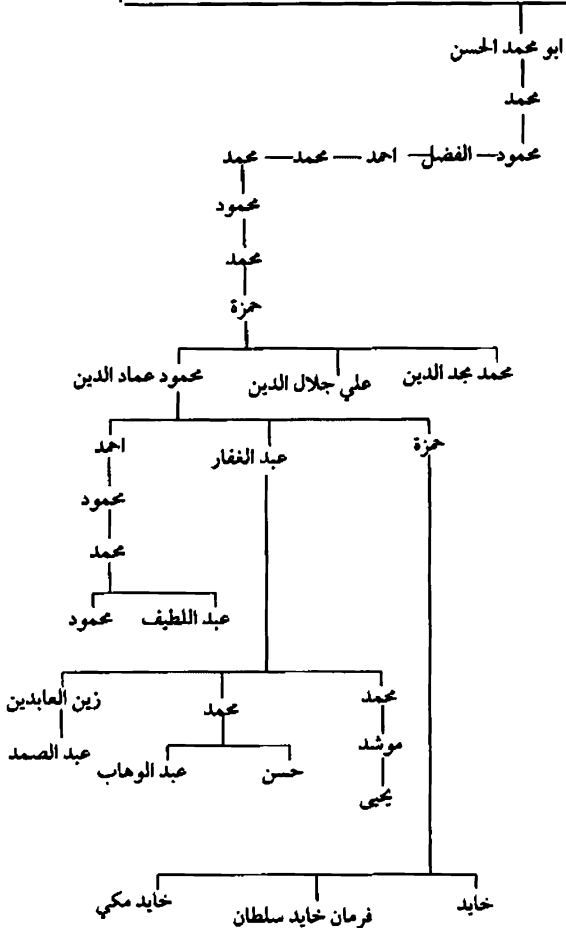 ابو محمد الحسن
محمد
محمود — الفضل — احمد — محمد — محمد
محمود
محمد
حمزة
محمد مجد الدين علي جلال الدين محمود عماد الدين
حمزة عبد الغفار احمد
محمود
محمد
عبد اللطيف محمود
محمد محمد زين العابدين
موشد عبد الصمد
حسن عبد الوهاب
يحيى
خايد فرمان خايد سلطان خايد مكي